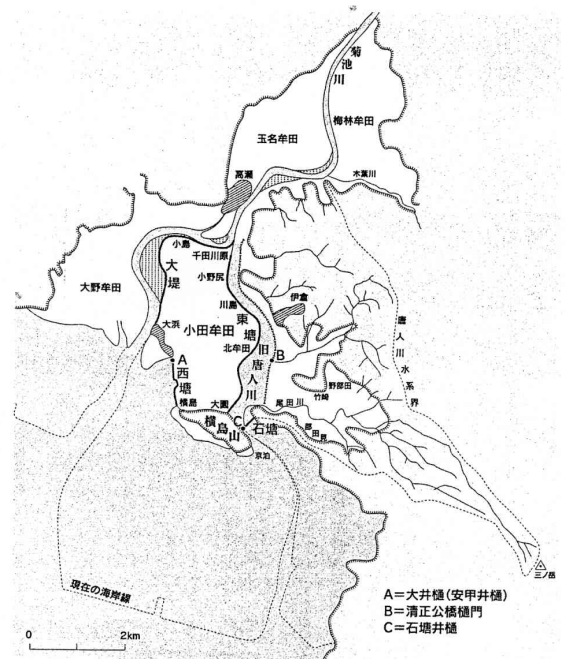 菊池川
梅林牟田
玉名牟田
高瀬
木葉川
小島
千田川原
大野牟田
大堤
小野尻
伊倉
川島
唐人川水系界
大浜
小田牟田
東塘
北牟田
旧唐人川
A
B
西塘
野部田
竹崎
横島
大園
尾田川
C
石塘
横島山
部田見
京泊
三ノ岳
現在の海岸線
A=大井樋(安甲井樋)
B=清正公橋樋門
C=石塘井樋
0 2km